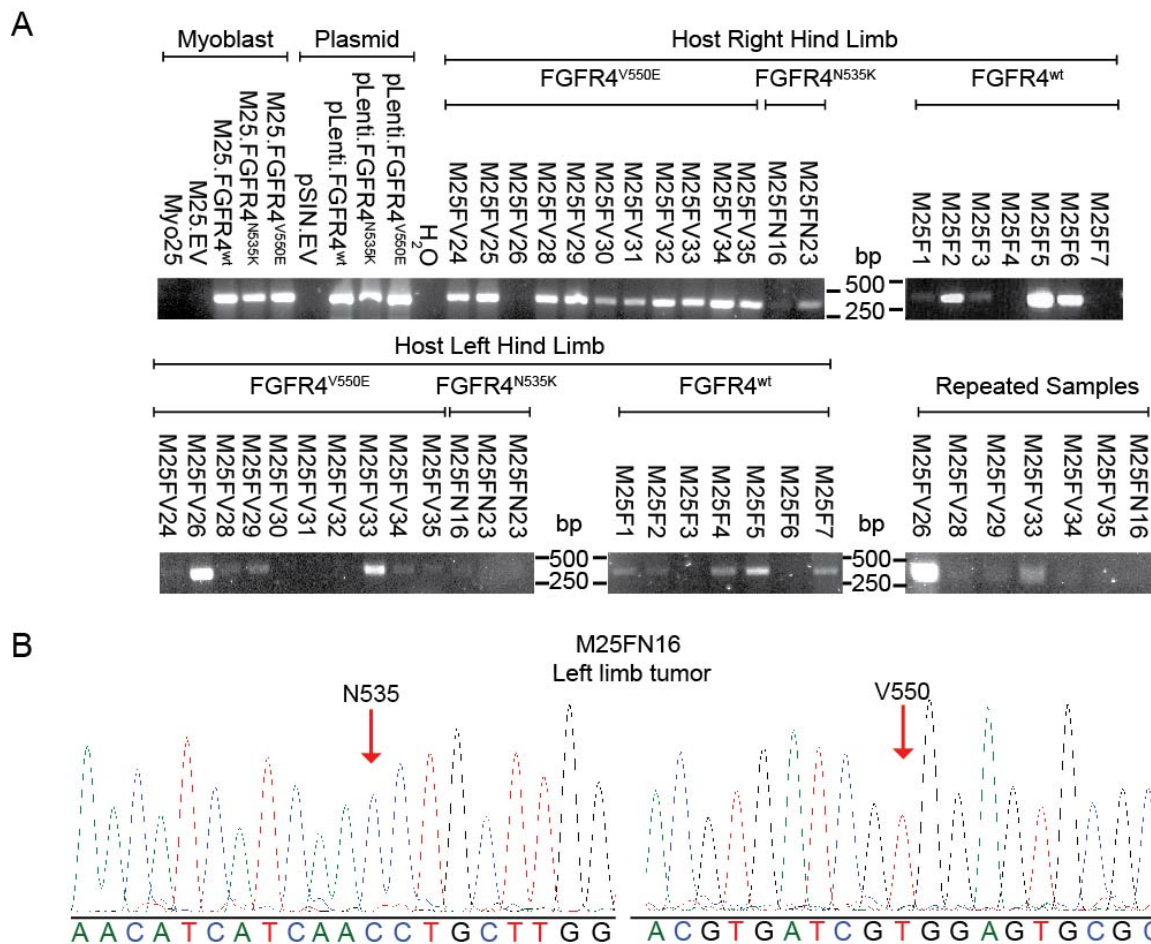 A
Myoblast Plasmid Host Right Hind Limb
FGFR4V550E FGFR4N535K FGFR4wt
Myo25
M25.EV
M25.FGFR4wt
M25.FGFR4N535K
M25.FGFR4V550E
pSIN.EV
pLenti.FGFR4wt
pLenti.FGFR4N535K
pLenti.FGFR4V550E
H2O
M25FV24
M25FV25
M25FV26
M25FV28
M25FV29
M25FV30
M25FV31
M25FV32
M25FV33
M25FV34
M25FV35
M25FN16
M25FN23
bp
500
250
M25F1
M25F2
M25F3
M25F4
M25F5
M25F6
M25F7
Host Left Hind Limb
FGFR4V550E FGFR4N535K FGFR4wt Repeated Samples
M25FV24
M25FV26
M25FV28
M25FV29
M25FV30
M25FV31
M25FV32
M25FV33
M25FV34
M25FV35
M25FN16
M25FN23
M25FN23
bp
500
250
M25F1
M25F2
M25F3
M25F4
M25F5
M25F6
M25F7
bp
500
250
M25FV26
M25FV28
M25FV29
M25FV33
M25FV34
M25FV35
M25FN16
B
M25FN16
Left limb tumor
N535 V550
AACATCATCAACCTGCTTGG ACGTGATCGTGGAGTGCGC